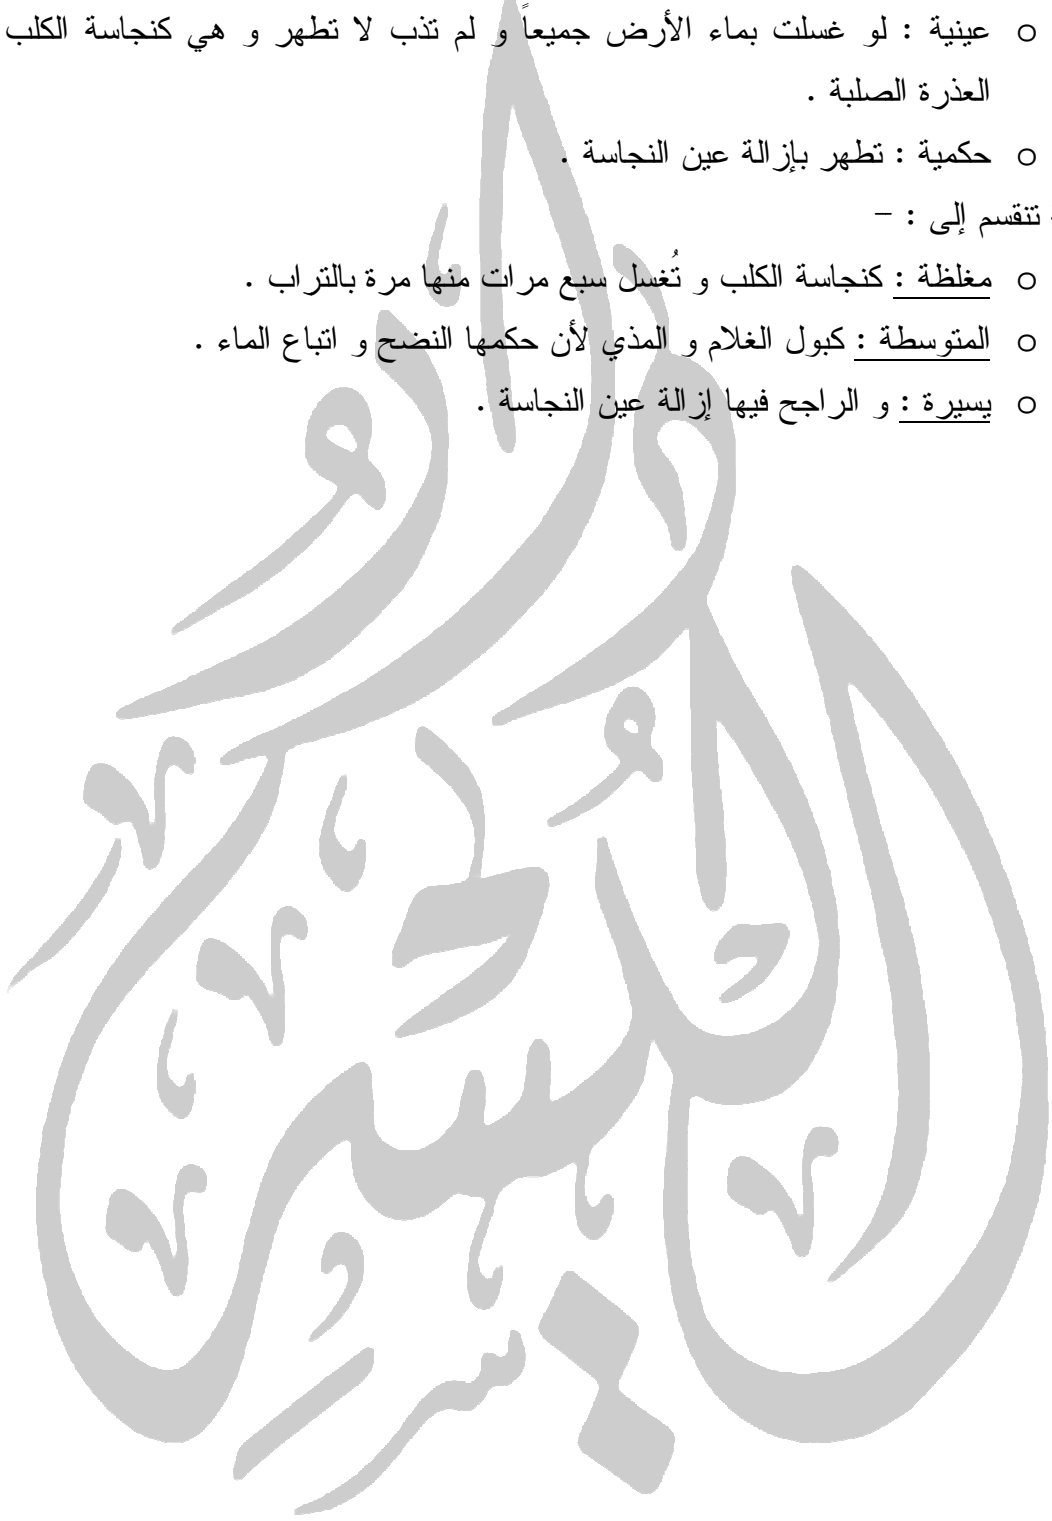 o عينية : لو غسلت بماء الأرض جميعاً و لم تذب لا تطهر و هي كنجاسة الكلب
العذرة الصلبة .
o حكمية : تطهر بإزالة عين النجاسة .
تنقسم إلى : –
o مغلظة : كنجاسة الكلب و تُغسل سبع مرات منها مرة بالتراب .
o المتوسطة : كبول الغلام و المذي لأن حكمها النضح و اتباع الماء .
o يسيرة : و الراجح فيها إزالة عين النجاسة .